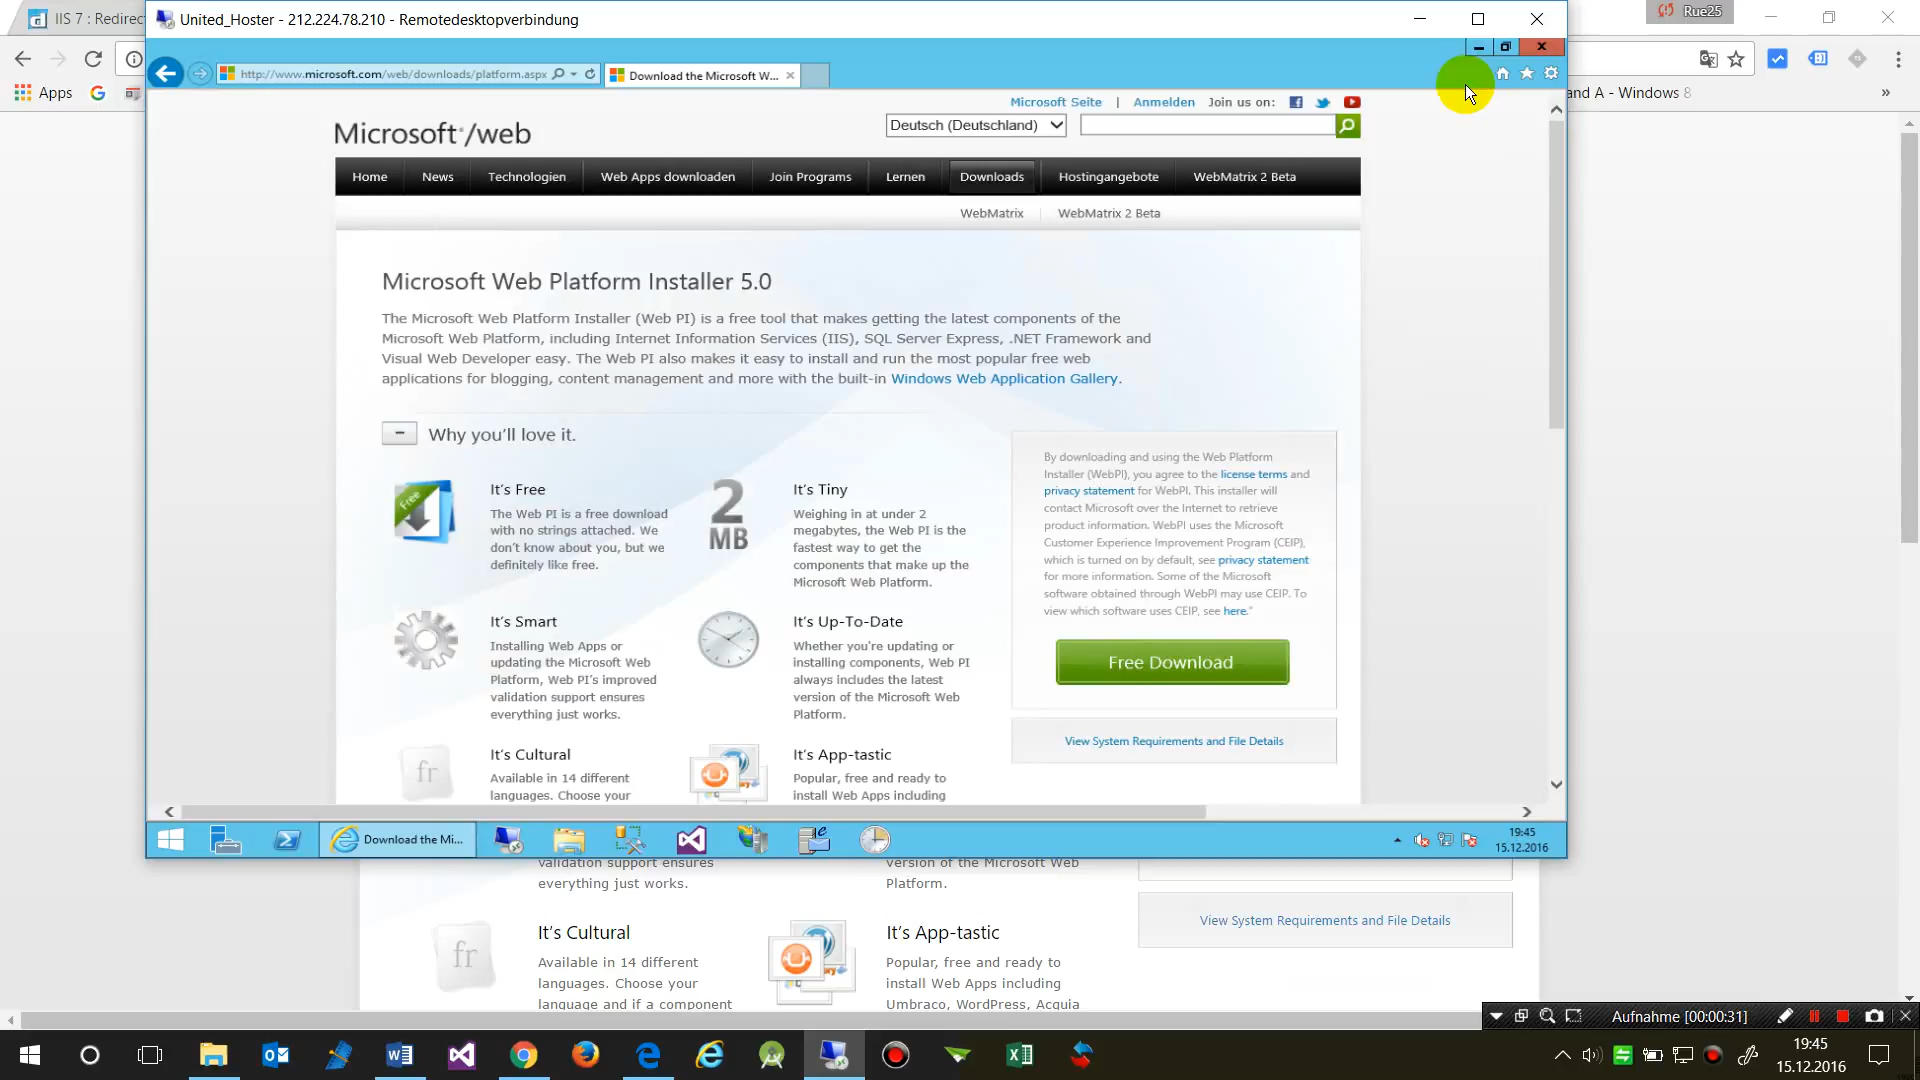 IIS 7 : Redirect
United_Hoster - 212.224.78.210 - Remotedesktopverbindung
Rue25
http://www.microsoft.com/web/downloads/platform.aspx
Download the Microsoft W...
Apps
and A - Windows 8
»
Microsoft Seite | Anmelden Join us on:
Microsoft /web
Deutsch (Deutschland)
Home
News
Technologien
Web Apps downloaden
Join Programs
Lernen
Downloads
Hostingangebote
WebMatrix 2 Beta
WebMatrix
WebMatrix 2 Beta
Microsoft Web Platform Installer 5.0
The Microsoft Web Platform Installer (Web PI) is a free tool that makes getting the latest components of the
Microsoft Web Platform, including Internet Information Services (IIS), SQL Server Express, .NET Framework and
Visual Web Developer easy. The Web PI also makes it easy to install and run the most popular free web
applications for blogging, content management and more with the built-in Windows Web Application Gallery.
Why you'll love it.
Free
It's Free
The Web PI is a free download
with no strings attached. We
don't know about you, but we
definitely like free.
2
MB
It's Tiny
Weighing in at under 2
megabytes, the Web PI is the
fastest way to get the
components that make up the
Microsoft Web Platform.
It's Smart
Installing Web Apps or
updating the Microsoft Web
Platform, Web PI's improved
validation support ensures
everything just works.
It's Up-To-Date
Whether you're updating or
installing components, Web PI
always includes the latest
version of the Microsoft Web
Platform.
fr
It's Cultural
Available in 14 different
languages. Choose your
It's App-tastic
Popular, free and ready to
install Web Apps including
By downloading and using the Web Platform
Installer (WebPI), you agree to the license terms and
privacy statement for WebPI. This installer will
contact Microsoft over the Internet to retrieve
product information. WebPI uses the Microsoft
Customer Experience Improvement Program (CEIP),
which is turned on by default, see privacy statement
for more information. Some of the Microsoft
software obtained through WebPI may use CEIP. To
view which software uses CEIP, see here."
Free Download
View System Requirements and File Details
Download the Mi...
19:45
15.12.2016
validation support ensures
everything just works.
version of the Microsoft Web
Platform.
fr
It's Cultural
Available in 14 different
languages. Choose your
language and if a component
It's App-tastic
Popular, free and ready to
install Web Apps including
Umbraco, WordPress, Acquia
View System Requirements and File Details
Aufnahme [00:00:31]
19:45
15.12.2016